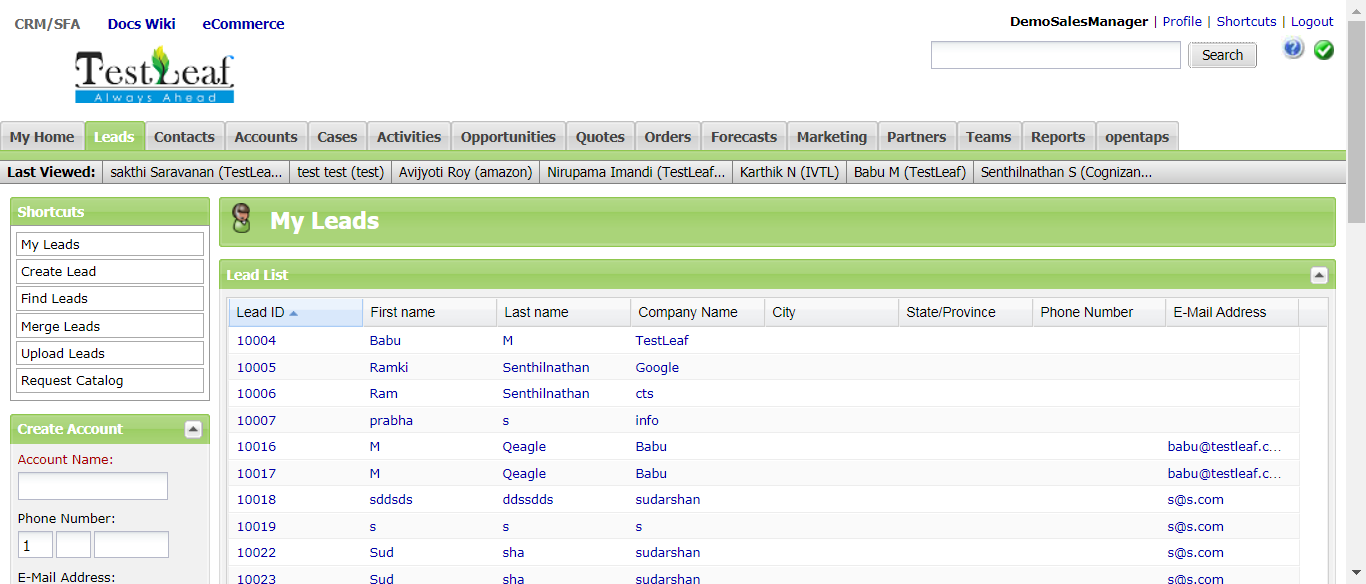 CRM/SFA Docs Wiki eCommerce
DemoSalesManager | Profile | Shortcuts | Logout
TestLeaf
Always Ahead
Search
My Home Leads Contacts Accounts Cases Activities Opportunities Quotes Orders Forecasts Marketing Partners Teams Reports opentaps
Last Viewed: sakthi Saravanan (TestLea... test test (test) Avijyoti Roy (amazon) Nirupama Imandi (TestLeaf... Karthik N (IVTL) Babu M (TestLeaf) Senthilnathan S (Cognizan...
Shortcuts
My Leads
Create Lead
Find Leads
Merge Leads
Upload Leads
Request Catalog
Create Account
Account Name:
Phone Number:
1
E-Mail Address:
My Leads
Lead List
Lead ID First name Last name Company Name City State/Province Phone Number E-Mail Address
10004 Babu M TestLeaf
10005 Ramki Senthilnathan Google
10006 Ram Senthilnathan cts
10007 prabha s info
10016 M Qeagle Babu babu@testleaf.c...
10017 M Qeagle Babu babu@testleaf.c...
10018 sddsds ddssdds sudarshan s@s.com
10019 s s s s@s.com
10022 Sud sha sudarshan s@s.com
10023 Sud sha sudarshan s@s.com